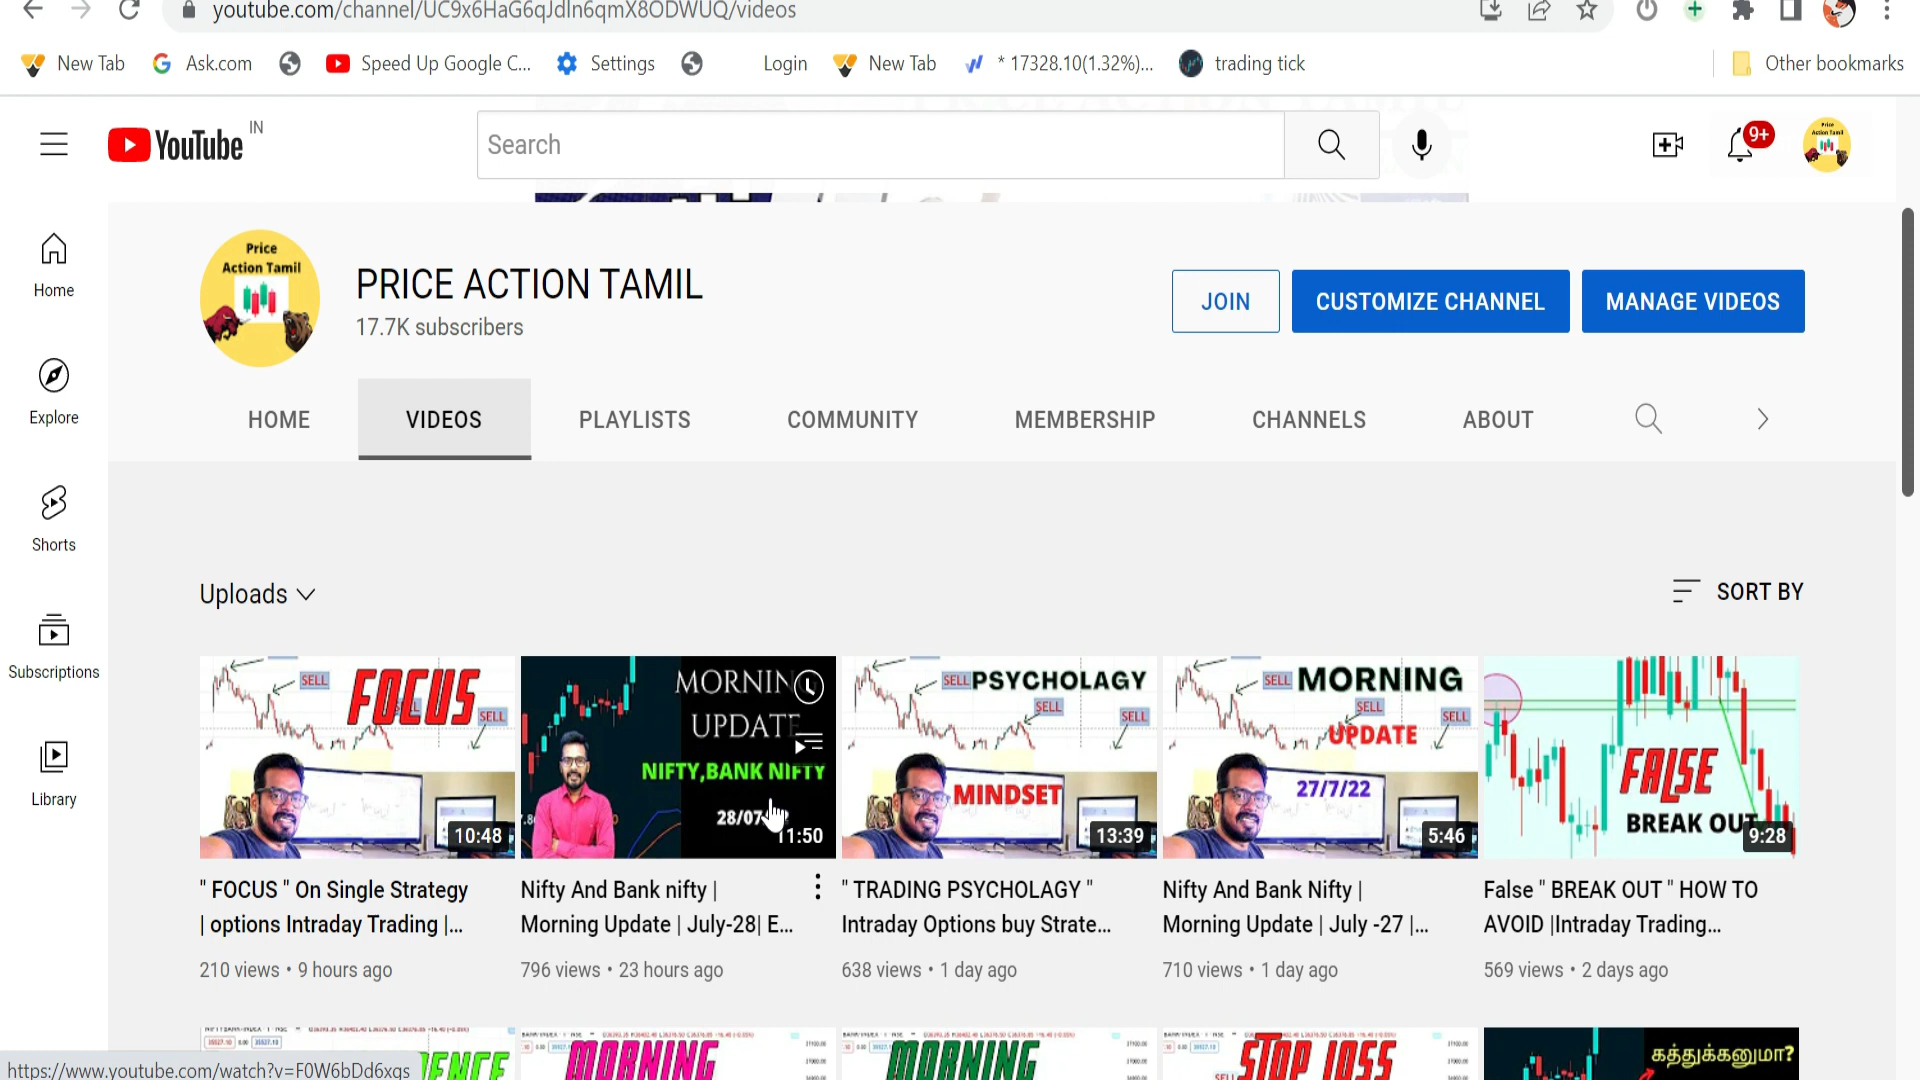 youtube.com/channel/UC9x6HaG6qJdIn6qmX8ODWUQ/videos
New Tab Ask.com Speed Up Google C... Settings Login New Tab * 17328.10(1.32%)... trading tick Other bookmarks
YouTube IN
Search
9+
Price
Action Tamil
PRICE ACTION TAMIL
17.7K subscribers
JOIN CUSTOMIZE CHANNEL MANAGE VIDEOS
HOME VIDEOS PLAYLISTS COMMUNITY MEMBERSHIP CHANNELS ABOUT
Home
Explore
Shorts
Subscriptions
Library
Uploads
SORT BY
SELL FOCUS SELL SELL
10:48
MORNIN
UPDATE
NIFTY,BANK NIFTY
28/07
11:50
SELL PSYCHOLAGY
SELL SELL
MINDSET
13:39
SELL MORNING
SELL SELL
UPDATE
27/7/22
5:46
FALSE
BREAK OUT
9:28
" FOCUS " On Single Strategy
| options Intraday Trading |...
210 views • 9 hours ago
Nifty And Bank nifty |
Morning Update | July-28| E...
796 views • 23 hours ago
" TRADING PSYCHOLAGY "
Intraday Options buy Strate...
638 views • 1 day ago
Nifty And Bank Nifty |
Morning Update | July -27 |...
710 views • 1 day ago
False " BREAK OUT " HOW TO
AVOID |Intraday Trading...
569 views • 2 days ago
ENCE
MORNING
MORNING
STOP LOSS
SELL
கத்துக்கனுமா?
https://www.youtube.com/watch?v=F0W6bDd6xqs